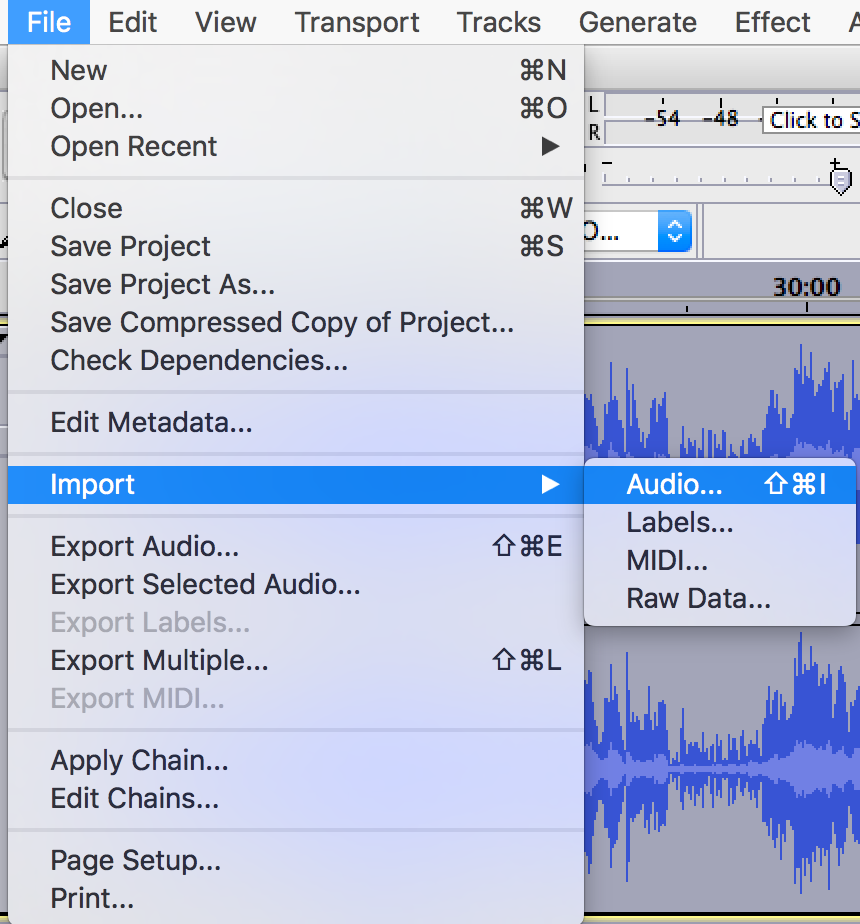 File Edit View Transport Tracks Generate Effect
New ⌘N
Open... ⌘O
Open Recent ▶
Close ⌘W
Save Project ⌘S
Save Project As...
Save Compressed Copy of Project...
Check Dependencies...
Edit Metadata...
Import ▶
Export Audio... ⇧⌘E
Export Selected Audio...
Export Labels...
Export Multiple... ⇧⌘L
Export MIDI...
Apply Chain...
Edit Chains...
Page Setup...
Print...
Audio... ⇧⌘I
Labels...
MIDI...
Raw Data...
L
-54 -48 Click to S
R
- +
O...
30:00